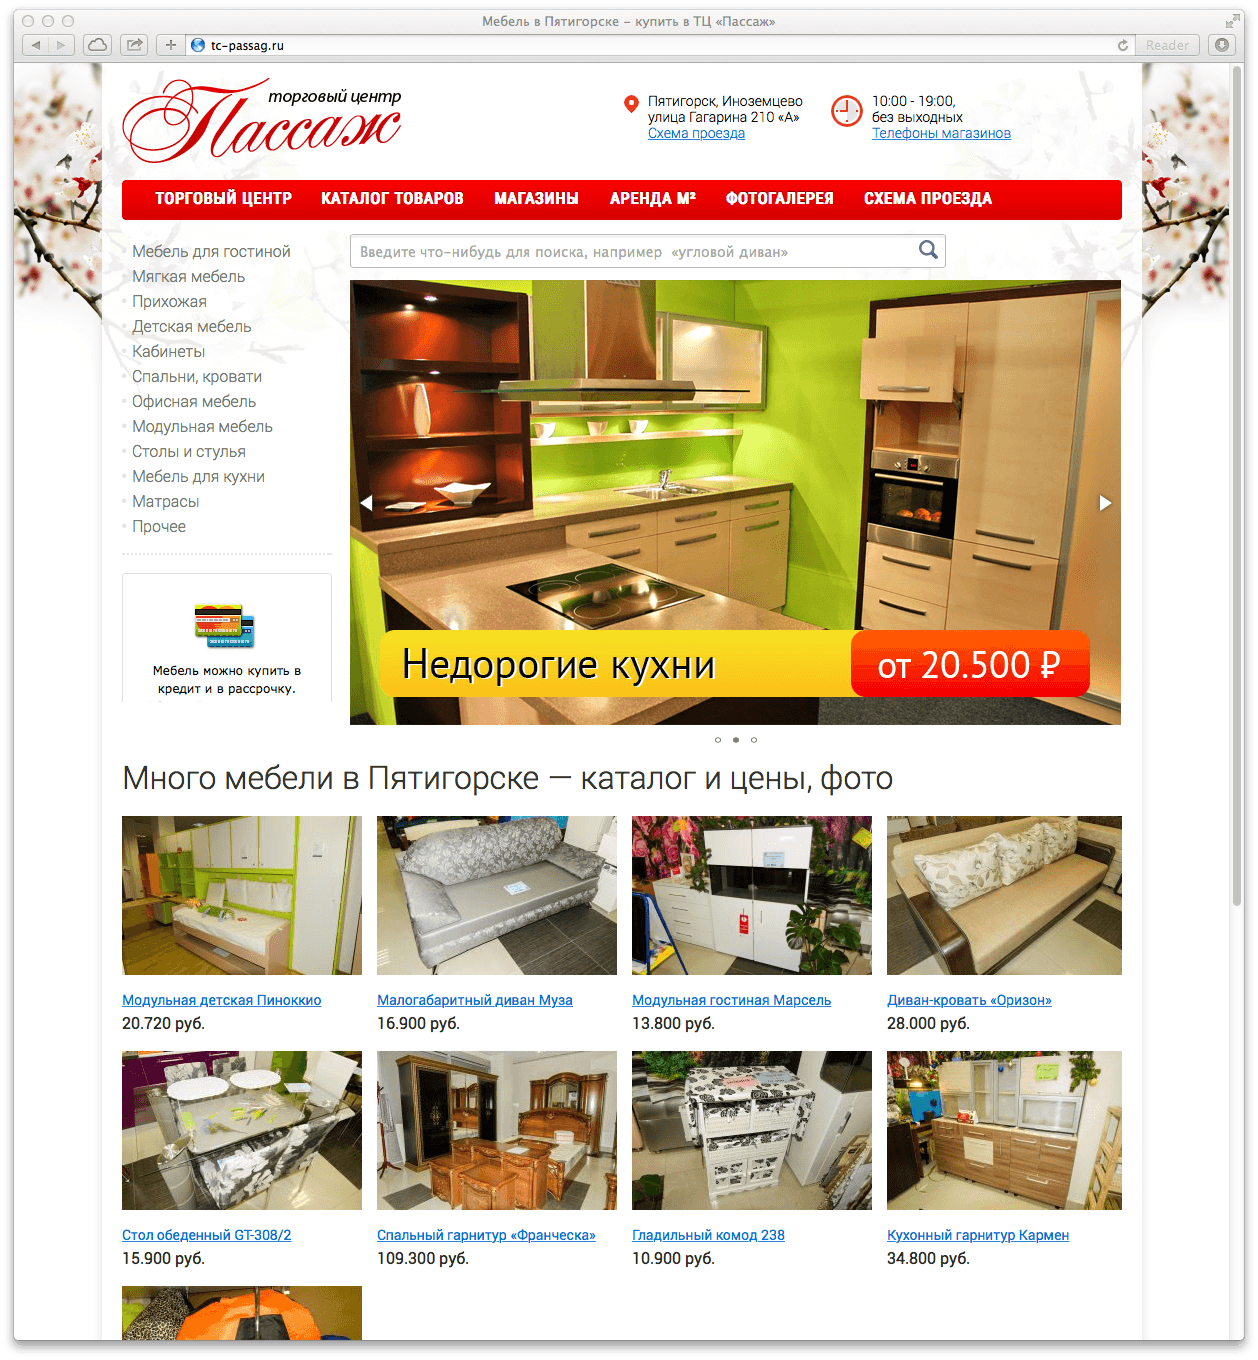 Мебель в Пятигорске – купить в ТЦ «Пассаж»
tc-passag.ru
Reader
торговый центр
Пассаж
Пятигорск, Иноземцево
улица Гагарина 210 «А»
Схема проезда
10:00 - 19:00,
без выходных
Телефоны магазинов
ТОРГОВЫЙ ЦЕНТР КАТАЛОГ ТОВАРОВ МАГАЗИНЫ АРЕНДА М² ФОТОГАЛЕРЕЯ СХЕМА ПРОЕЗДА
Введите что-нибудь для поиска, например «угловой диван»
Мебель для гостиной
Мягкая мебель
Прихожая
Детская мебель
Кабинеты
Спальни, кровати
Офисная мебель
Модульная мебель
Столы и стулья
Мебель для кухни
Матрасы
Прочее
Мебель можно купить в
кредит и в рассрочку.
Недорогие кухни
от 20.500 ₽
Много мебели в Пятигорске — каталог и цены, фото
Модульная детская Пиноккио
20.720 руб.
Малогабаритный диван Муза
16.900 руб.
Модульная гостиная Марсель
13.800 руб.
Диван-кровать «Оризон»
28.000 руб.
Стол обеденный GT-308/2
15.900 руб.
Спальный гарнитур «Франческа»
109.300 руб.
Гладильный комод 238
10.900 руб.
Кухонный гарнитур Кармен
34.800 руб.